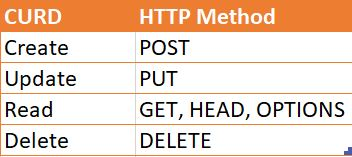 CURD HTTP Method
Create POST
Update PUT
Read GET, HEAD, OPTIONS
Delete DELETE